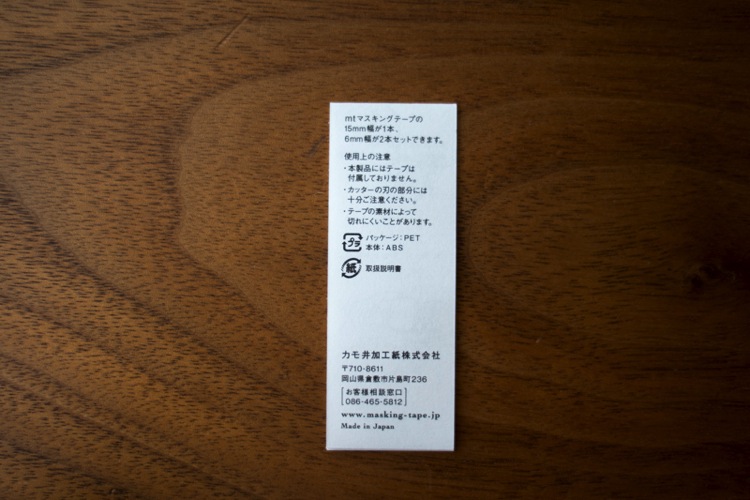 mtマスキングテープの
15mm幅が1本、
6mm幅が2本セットできます。
使用上の注意
・本製品にはテープは
付属しておりません。
・カッターの刃の部分には
十分ご注意ください。
・テープの素材によって
切れにくいことがあります。
プラ パッケージ:PET
本体:ABS
紙 取扱説明書
カモ井加工紙株式会社
〒710-8611
岡山県倉敷市片島町236
お客様相談窓口
086-465-5812
www.masking-tape.jp
Made in Japan